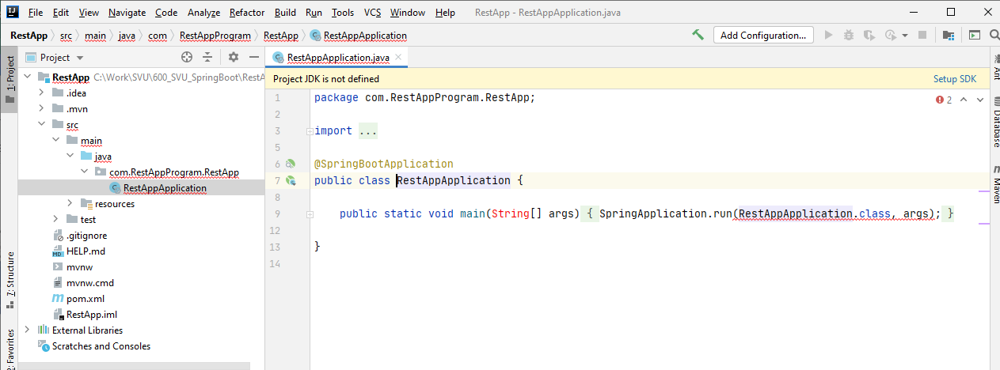 File Edit View Navigate Code Analyze Refactor Build Run Tools VCS Window Help RestApp - RestAppApplication.java
RestApp src main java com RestAppProgram RestApp RestAppApplication Add Configuration...
Project
RestAppApplication.java
1: Project
RestApp C:\Work\SVU\600_SVU_SpringBoot\RestA
.idea
.mvn
src
main
java
com.RestAppProgram.RestApp
RestAppApplication
resources
test
.gitignore
HELP.md
mvnw
mvnw.cmd
pom.xml
RestApp.iml
External Libraries
Scratches and Consoles
7: Structure
2: Favorites
Project JDK is not defined Setup SDK
1 package com.RestAppProgram.RestApp;
2
3 import ...
5
6 @SpringBootApplication
7 public class RestAppApplication {
8
9 public static void main(String[] args) { SpringApplication.run(RestAppApplication.class, args); }
12
13 }
14
2
Ant
Database
Maven